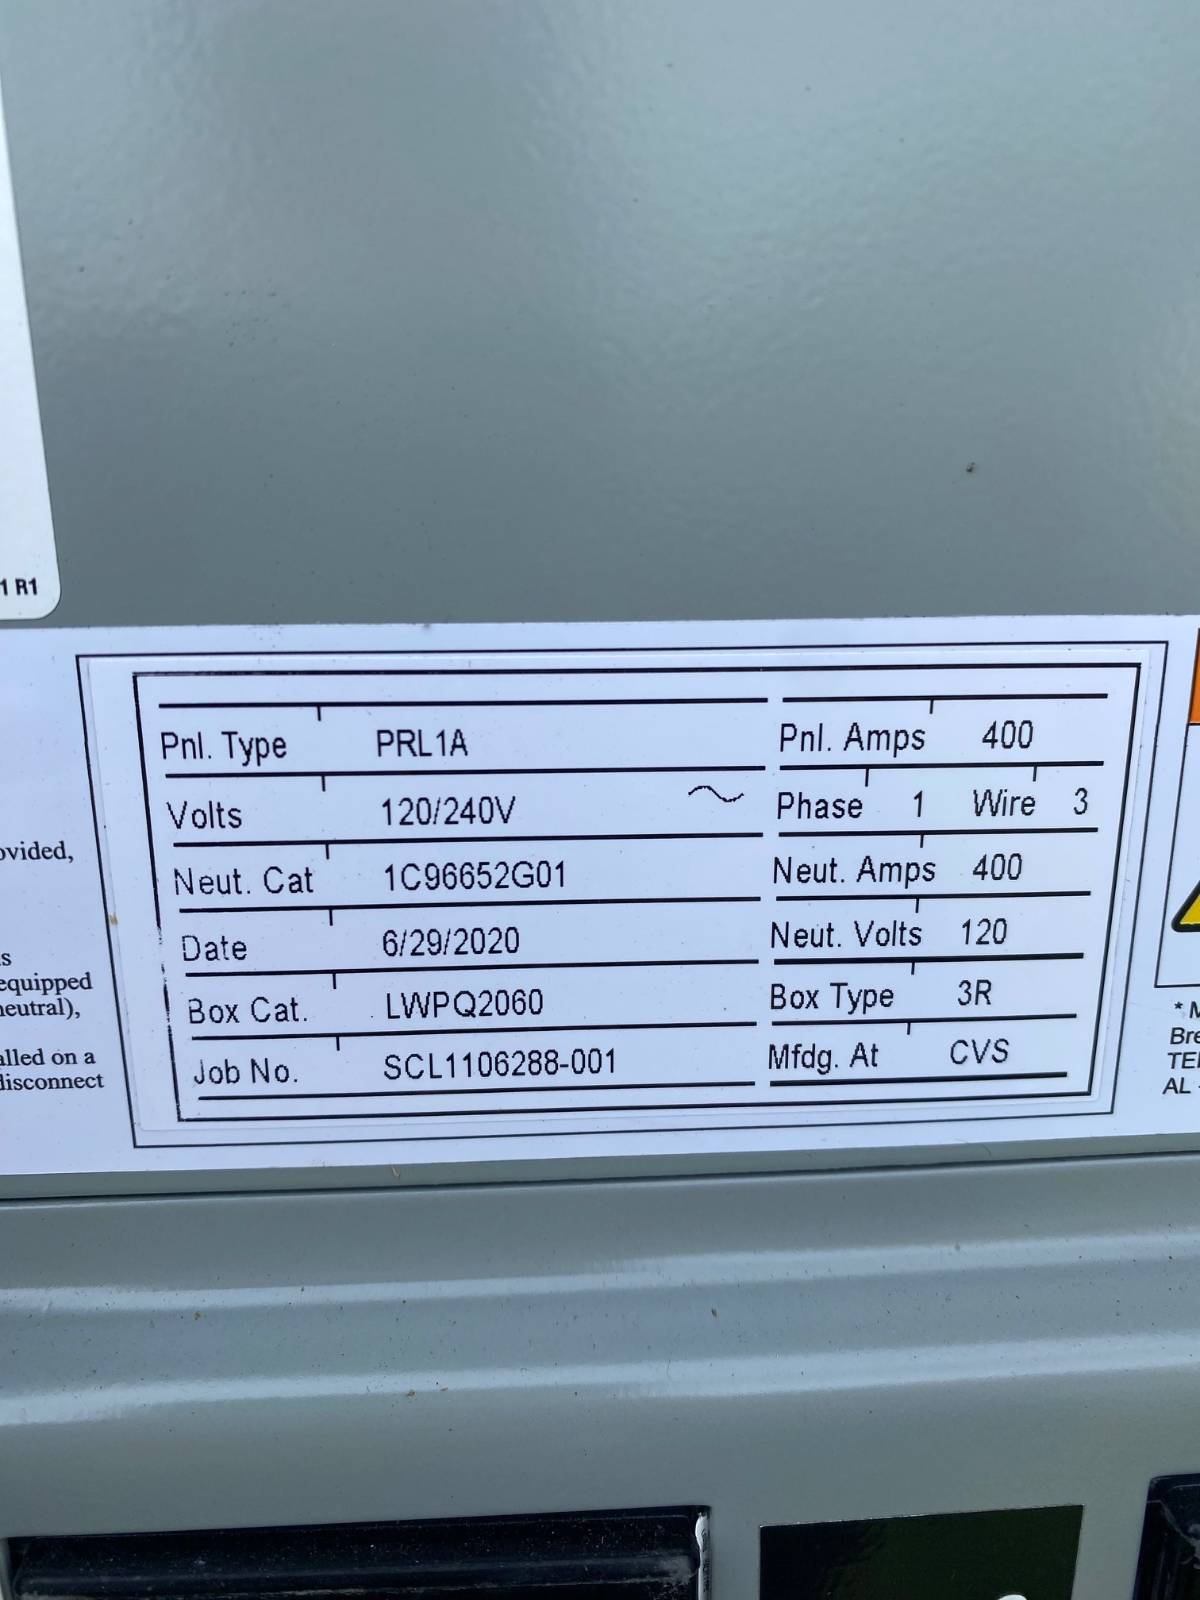 1 R1
Pnl. Type PRL1A Pnl. Amps 400
Volts 120/240V Phase 1 Wire 3
Neut. Cat 1C96652G01 Neut. Amps 400
Date 6/29/2020 Neut. Volts 120
Box Cat. LWPQ2060 Box Type 3R
Job No. SCL1106288-001 Mfdg. At CVS
ovided,
s
equipped
neutral),
alled on a
disconnect
* M
Bre
TER
AL